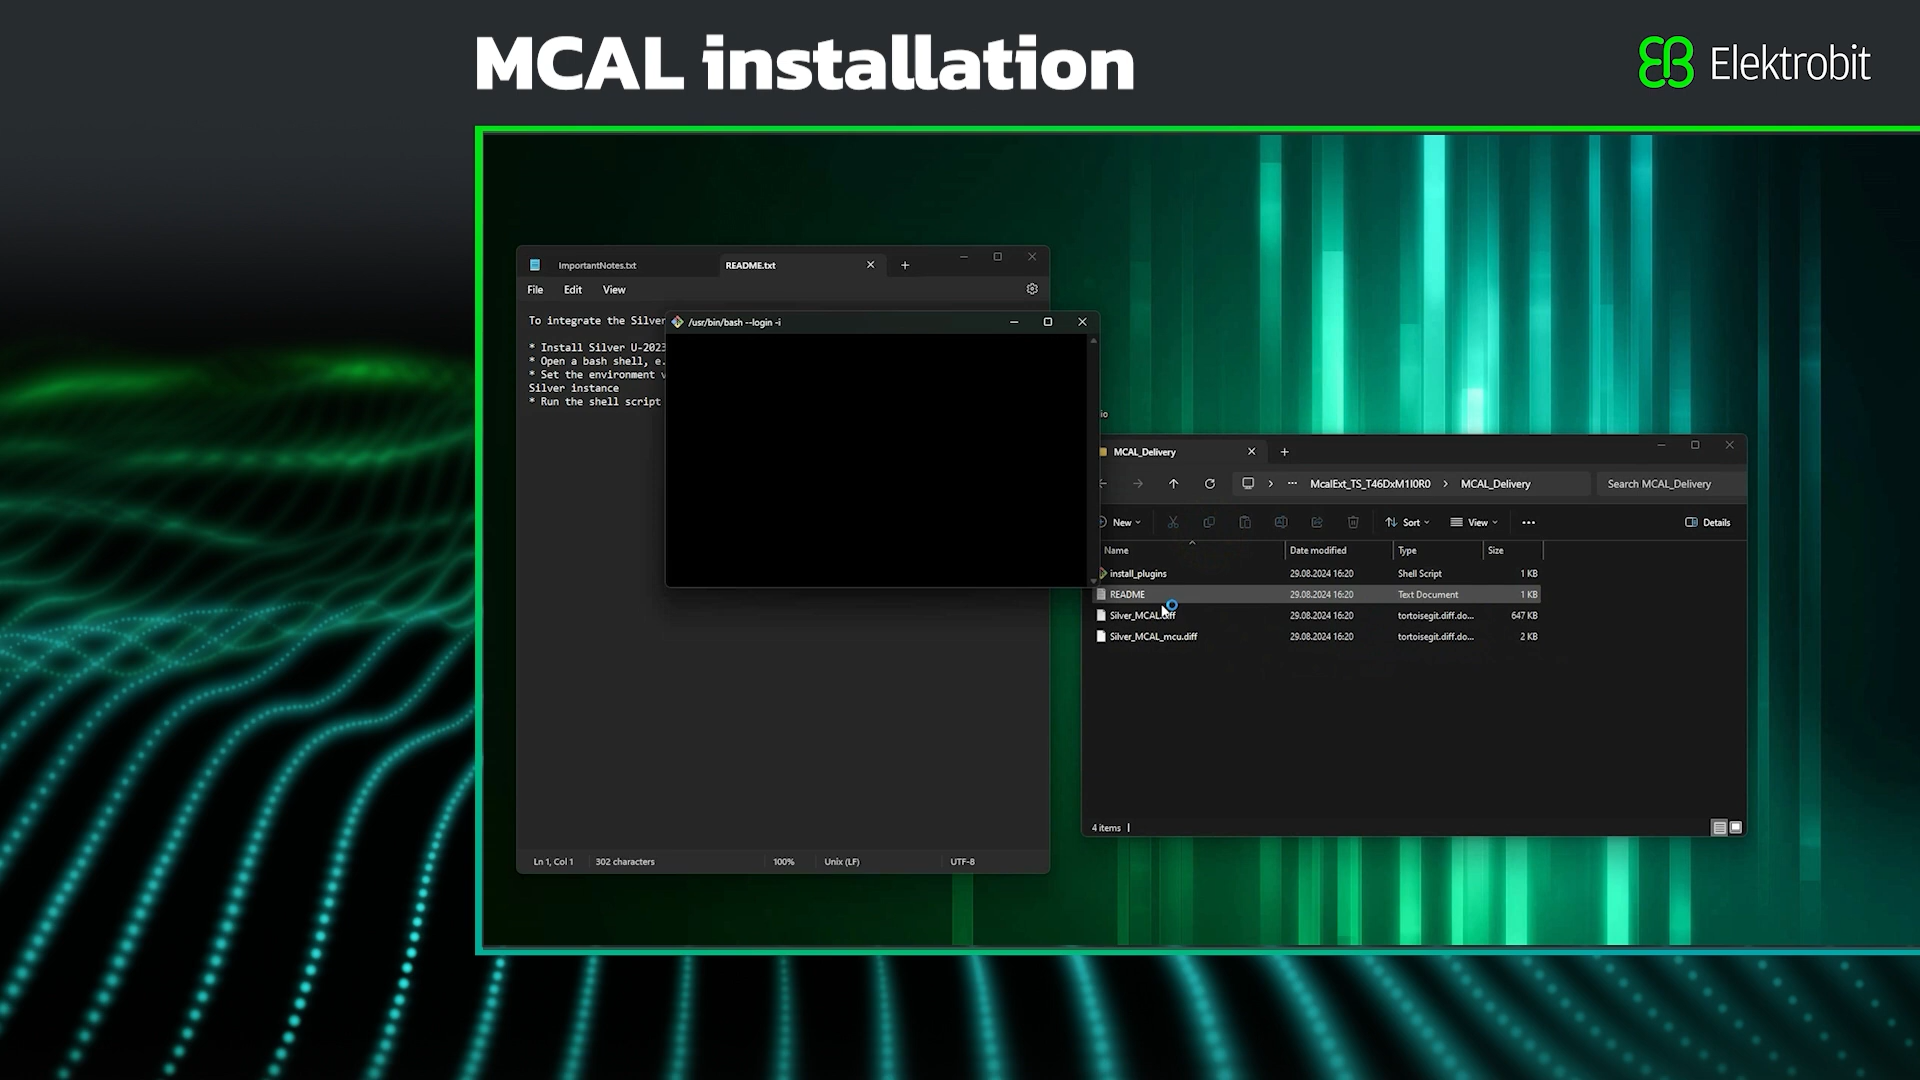 MCAL installation
Elektrobit
ImportantNotes.txt
README.txt
File Edit View
To integrate the Silver
* Install Silver U-2023
* Open a bash shell, e.
* Set the environment
Silver instance
* Run the shell script
Ln 1, Col 1 302 characters 100% Unix (LF) UTF-8
/usr/bin/bash --login -i
io
MCAL_Delivery
McalExt_TS_T46DxM1I0R0 > MCAL_Delivery
Search MCAL_Delivery
New Sort View Details
Name Date modified Type Size
install_plugins 29.08.2024 16:20 Shell Script 1 KB
README 29.08.2024 16:20 Text Document 1 KB
Silver_MCAL.diff 29.08.2024 16:20 tortoisegit.diff.do... 647 KB
Silver_MCAL_mcu.diff 29.08.2024 16:20 tortoisegit.diff.do... 2 KB
4 items